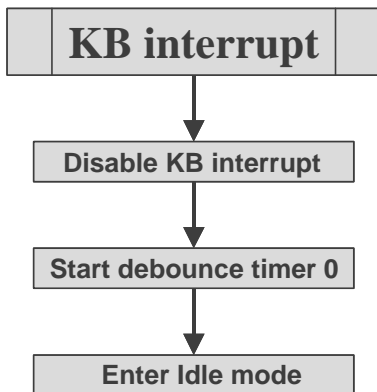 KB interrupt
Disable KB interrupt
Start debounce timer 0
Enter Idle mode